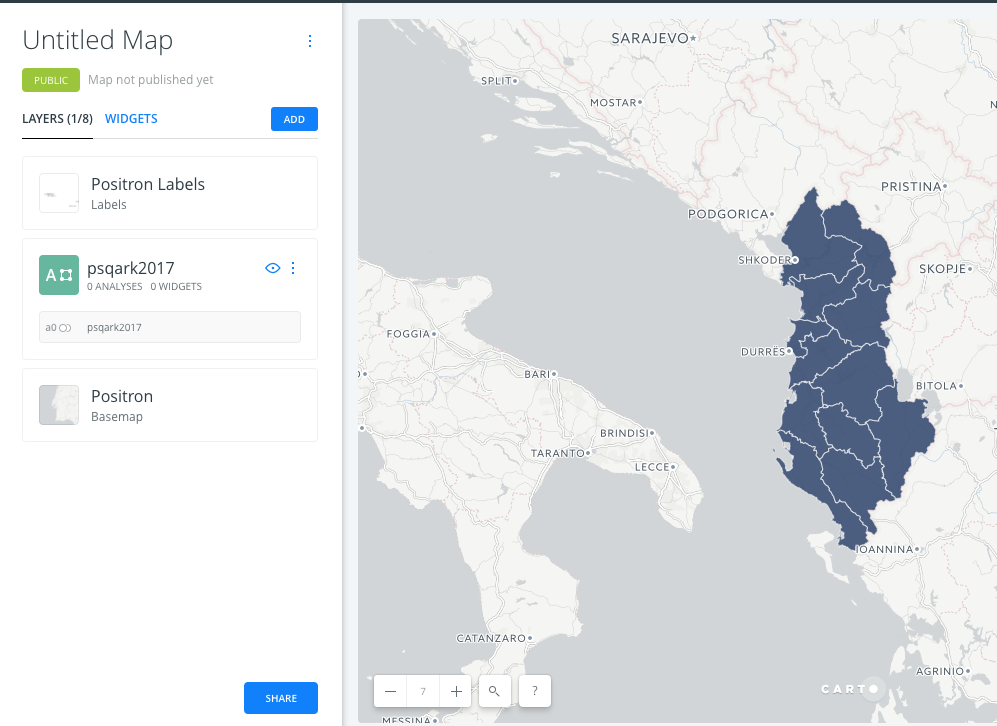 Untitled Map
PUBLIC Map not published yet
LAYERS (1/8) WIDGETS ADD
Positron Labels
Labels
A psqark2017
0 ANALYSES 0 WIDGETS
a0 psqark2017
Positron
Basemap
SHARE
SARAJEVO
SPLIT
MOSTAR
N
PRISTINA
PODGORICA
SHKODER
SKOPJE
FOGGIA
DURRËS
BARI
BITOLA
BRINDISI
TARANTO
LECCE
IOANNINA
CATANZARO
AGRINIO
7 ?
CARTO
MESSINA